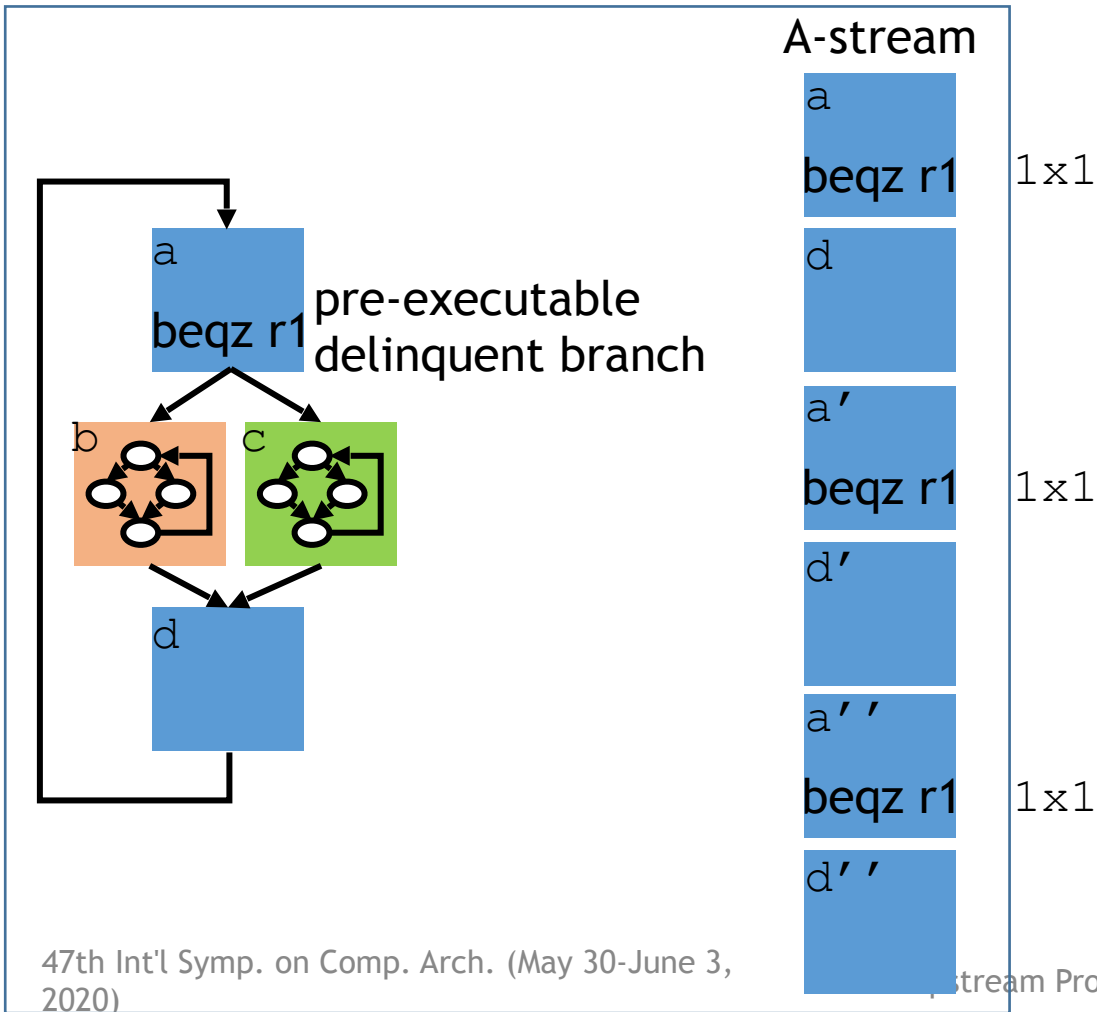 A-stream
a
beqz r1
1x1
d
a
beqz r1
pre-executable
delinquent branch
a'
beqz r1
1x1
b
c
d'
d
a''
beqz r1
1x1
d''
47th Int'l Symp. on Comp. Arch. (May 30-June 3,
2020)